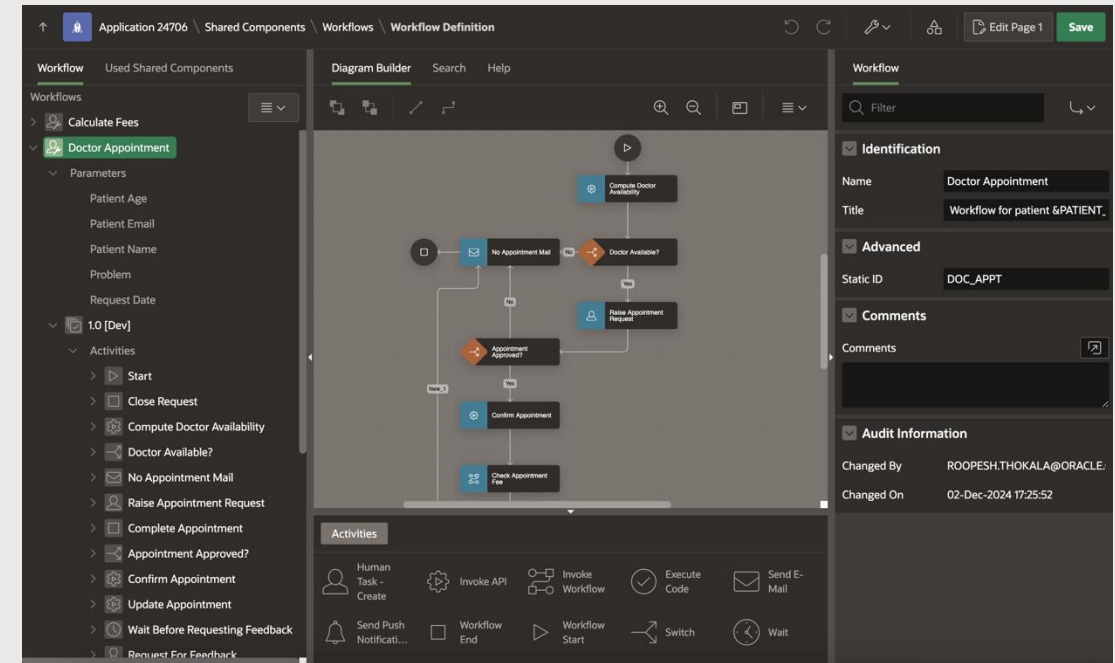 Application 24706 \ Shared Components \ Workflows \ Workflow Definition
Edit Page 1
Save
Workflow
Used Shared Components
Workflows
Calculate Fees
Doctor Appointment
Parameters
Patient Age
Patient Email
Patient Name
Problem
Request Date
1.0 [Dev]
Activities
Start
Close Request
Compute Doctor Availability
Doctor Available?
No Appointment Mail
Raise Appointment Request
Complete Appointment
Appointment Approved?
Confirm Appointment
Update Appointment
Wait Before Requesting Feedback
Request For Feedback
Diagram Builder
Search
Help
Compute Doctor
Availability
No Appointment Mail
No
Doctor Available?
Yes
No
Raise Appointment
Request
Appointment
Approved?
New_1
Yes
Confirm Appointment
Check Appointment
Fee
Activities
Human
Task -
Create
Invoke API
Invoke
Workflow
Execute
Code
Send E-
Mail
Send Push
Notificati...
Workflow
End
Workflow
Start
Switch
Wait
Workflow
Filter
Identification
Name
Doctor Appointment
Title
Workflow for patient &PATIENT_
Advanced
Static ID
DOC_APPT
Comments
Comments
Audit Information
Changed By
ROOPESH.THOKALA@ORACLE.
Changed On
02-Dec-2024 17:25:52